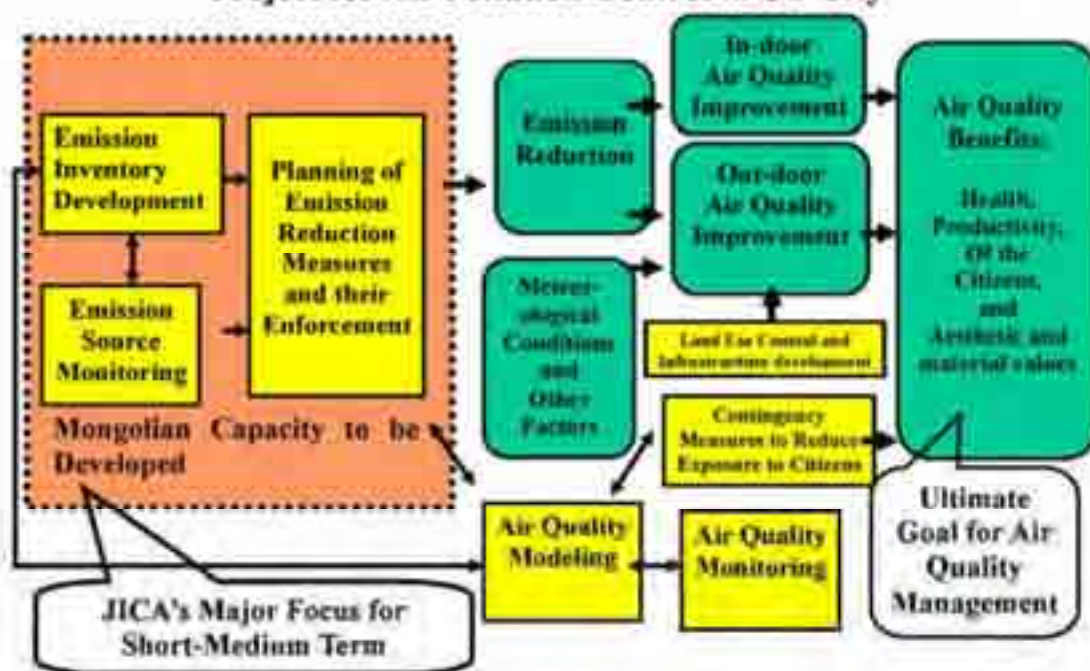 Emission
Inventory
Development
Planning of
Emission
Reduction
Measures
and their
Enforcement
Emission
Source
Monitoring
Mongolian Capacity to be
Developed
JICA's Major Focus for
Short-Medium Term
Emission
Reduction
In-door
Air Quality
Improvement
Out-door
Air Quality
Improvement
Meteor-
ological
Conditions
and
Other
Factors
Land Use Control and
Infrastructure development
Contingency
Measures to Reduce
Exposure to Citizens
Air Quality
Modeling
Air Quality
Monitoring
Air Quality
Benefits:
Health,
Productivity,
Of the
Citizens,
and
Aesthetic and
material values
Ultimate
Goal for Air
Quality
Management